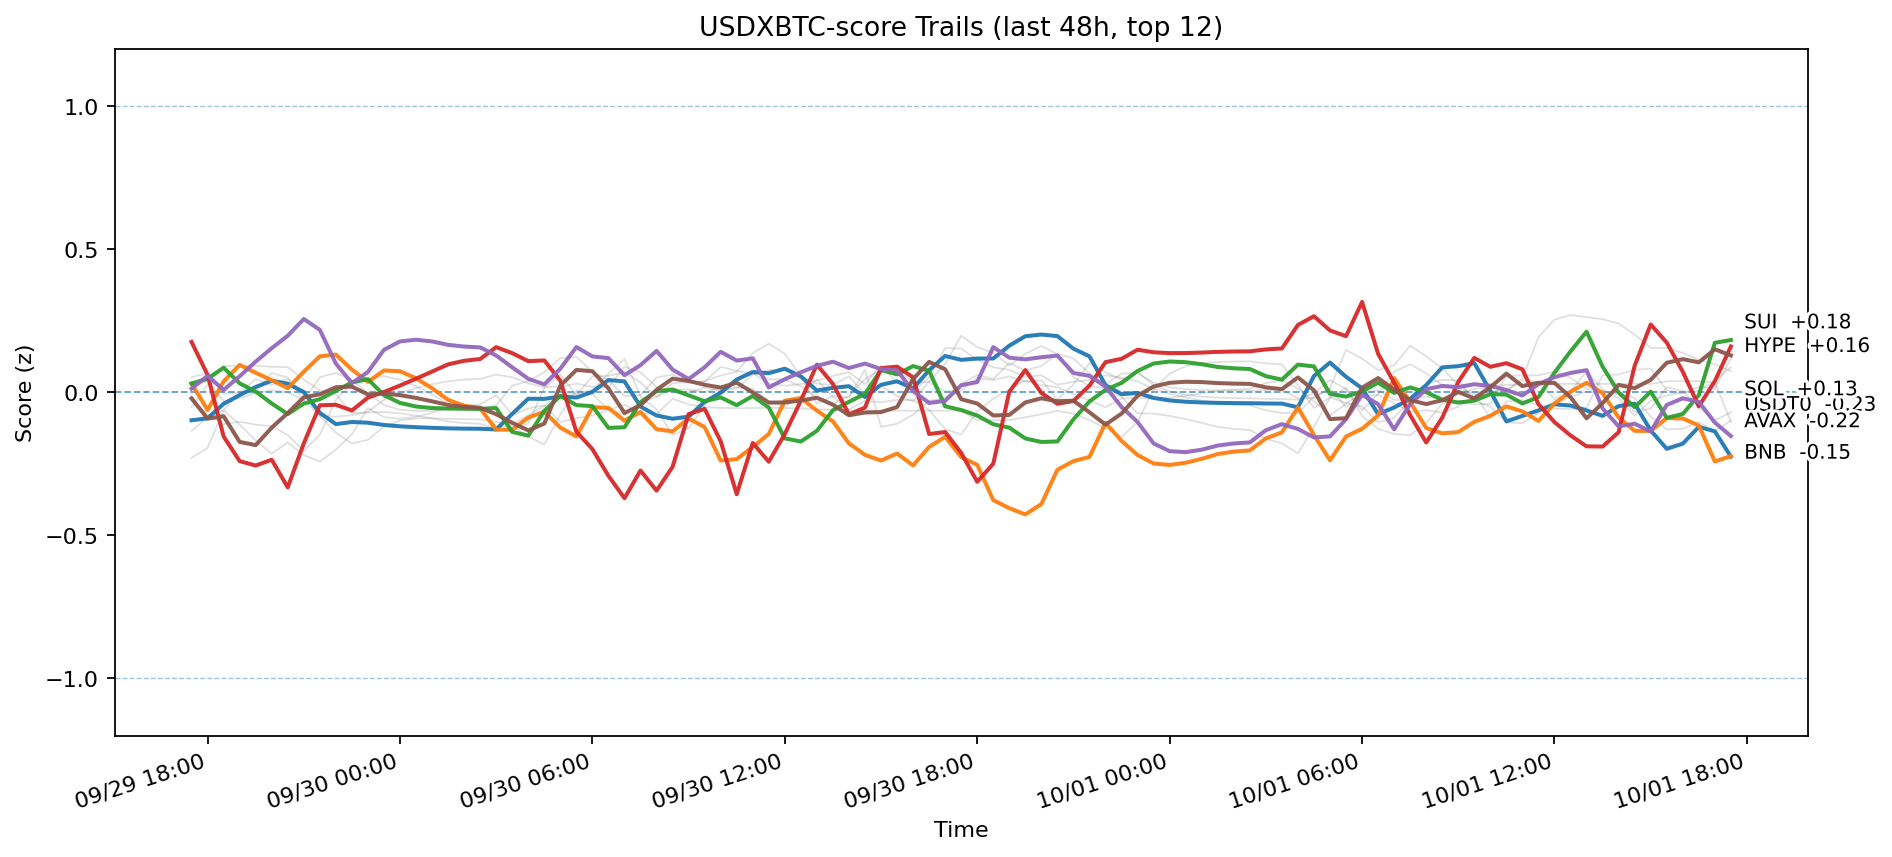 USDXBTC-score Trails (last 48h, top 12)
Score (z)
1.0
0.5
0.0
−0.5
−1.0
SUI +0.18
HYPE +0.16
SOL +0.13
USDT0 -0.23
AVAX -0.22
BNB -0.15
09/29 18:00
09/30 00:00
09/30 06:00
09/30 12:00
09/30 18:00
10/01 00:00
10/01 06:00
10/01 12:00
10/01 18:00
Time